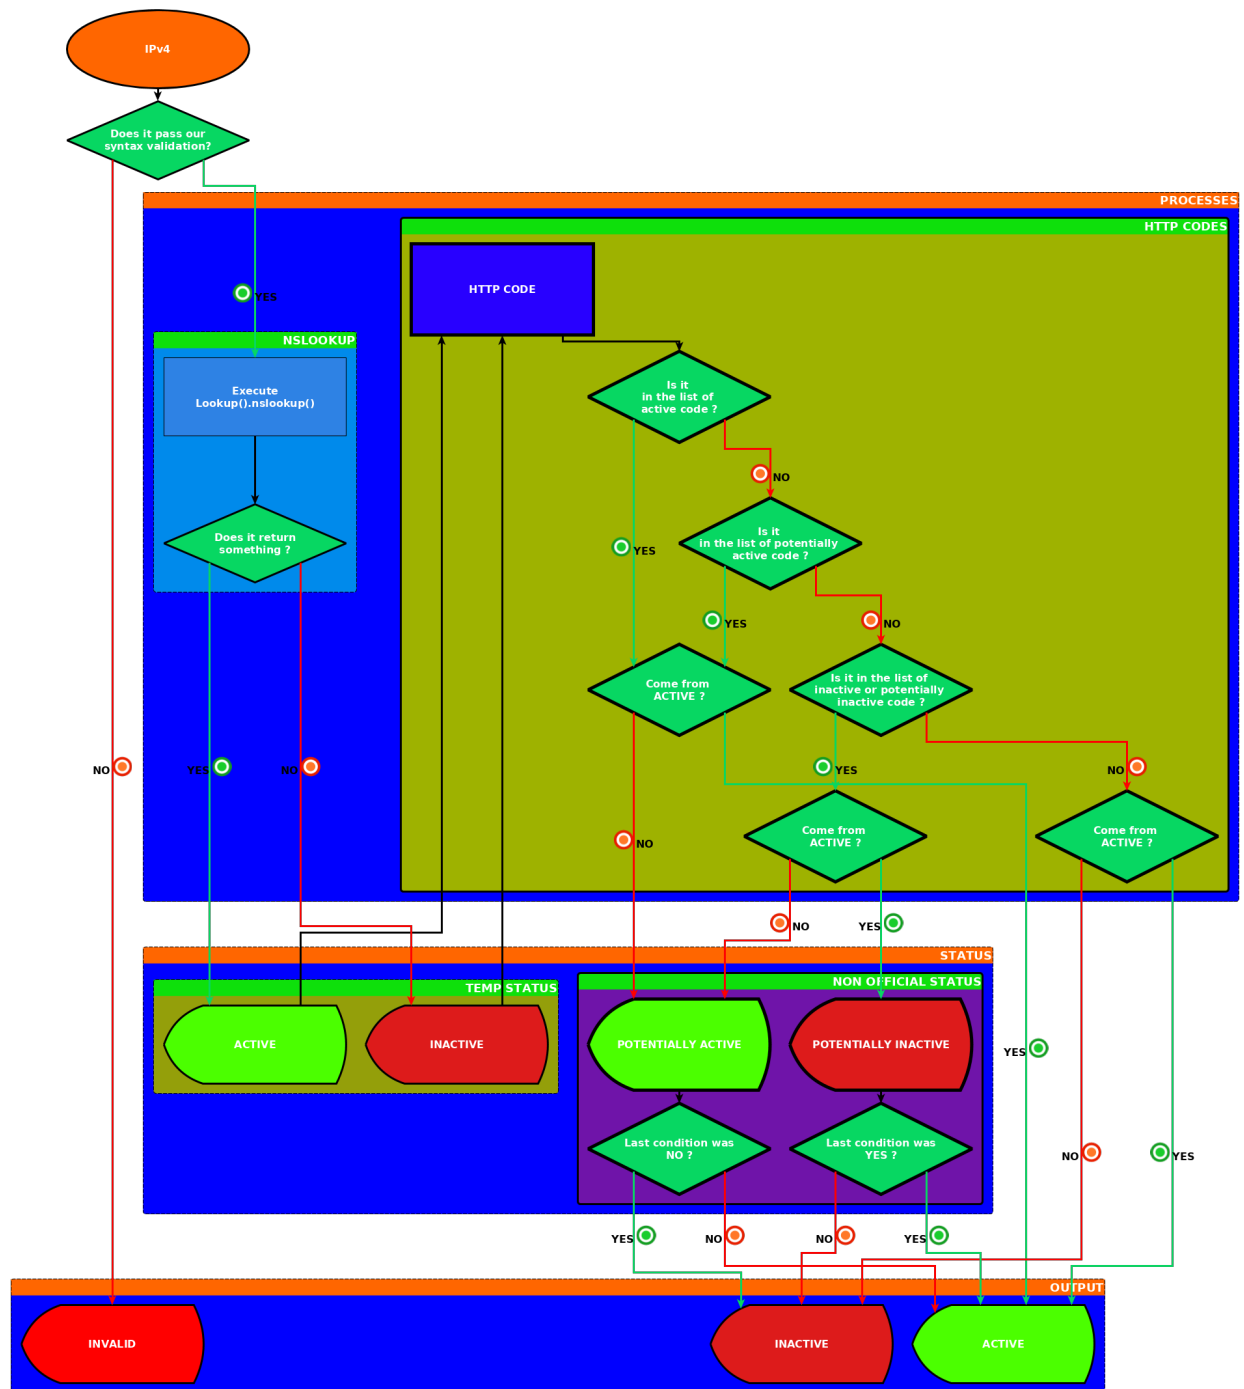 IPv4
Does it pass our
syntax validation?
PROCESSES
HTTP CODES
HTTP CODE
YES
NSLOOKUP
Execute
Lookup().nslookup()
Is it
in the list of
active code ?
NO
Does it return
something ?
Is it
in the list of potentially
active code ?
YES
YES
NO
Come from
ACTIVE ?
Is it in the list of
inactive or potentially
inactive code ?
NO
YES
NO
YES
NO
Come from
ACTIVE ?
Come from
ACTIVE ?
NO
NO
YES
STATUS
TEMP STATUS
NON OFFICIAL STATUS
ACTIVE
INACTIVE
POTENTIALLY ACTIVE
POTENTIALLY INACTIVE
YES
Last condition was
NO ?
Last condition was
YES ?
NO
YES
YES
NO
NO
YES
OUTPUT
INVALID
INACTIVE
ACTIVE